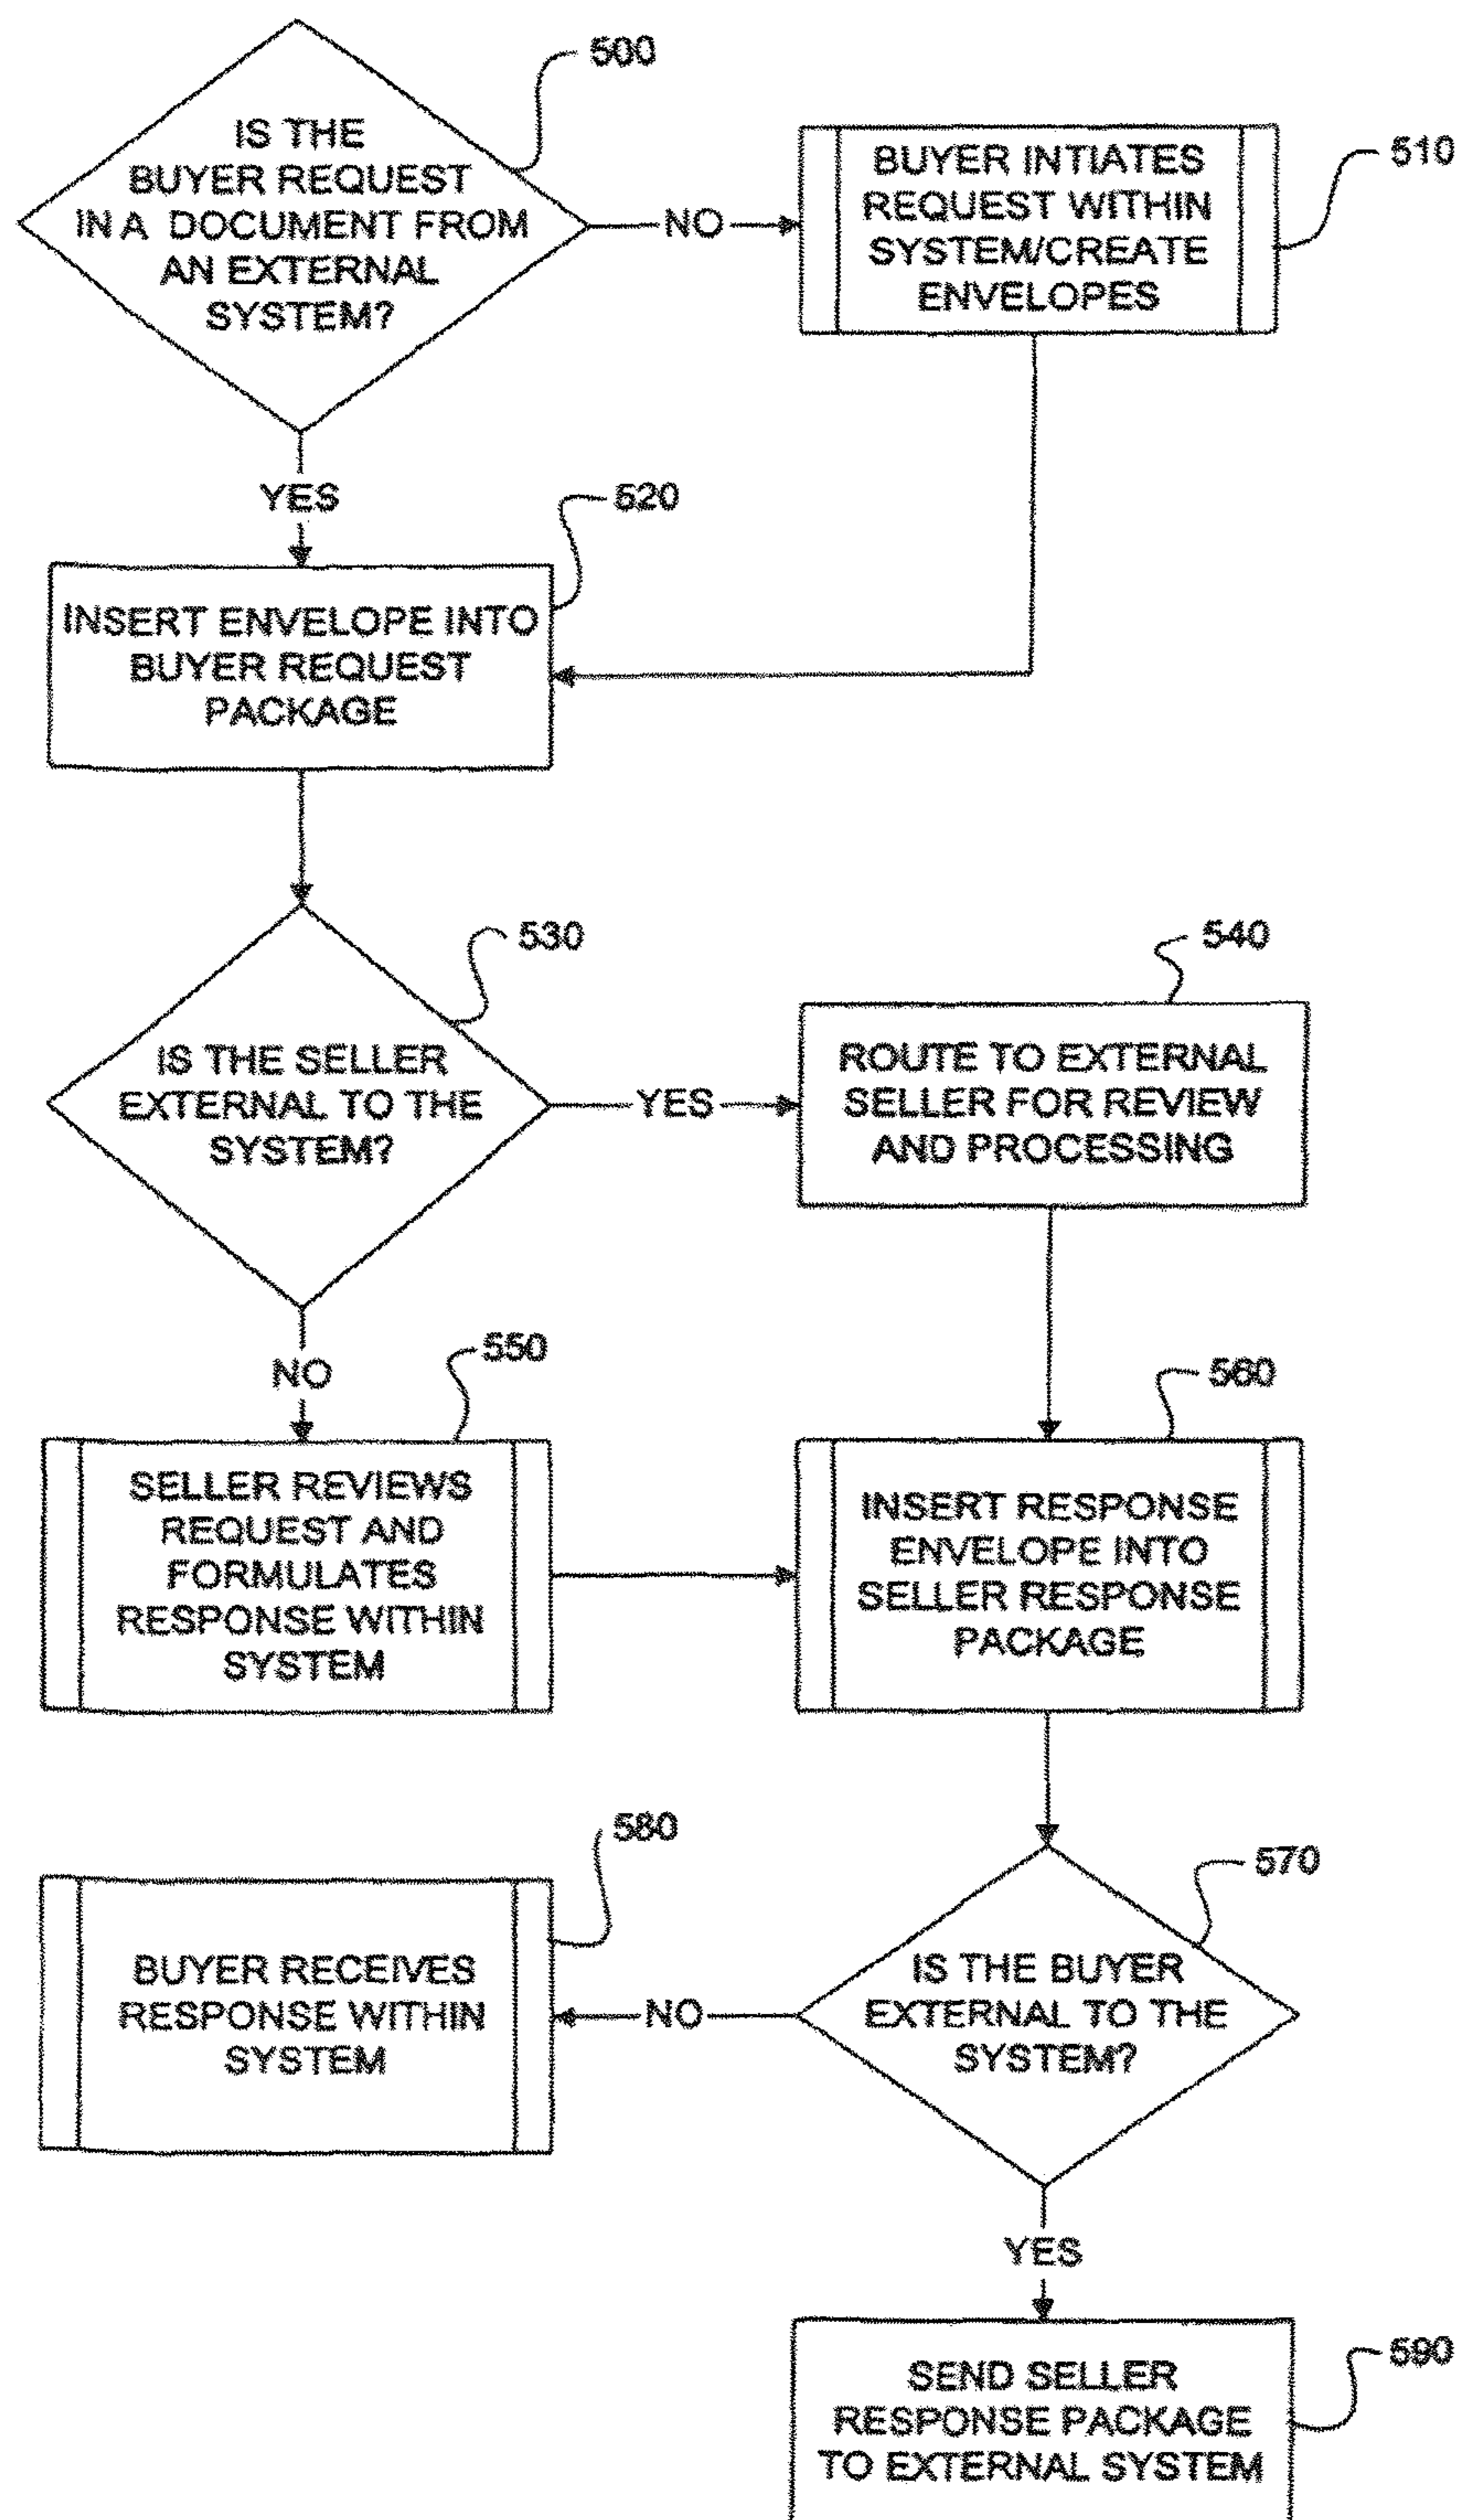 500
IS THE
BUYER REQUEST
IN A DOCUMENT FROM
AN EXTERNAL
SYSTEM?
NO
BUYER INTIATES
REQUEST WITHIN
SYSTEM/CREATE
ENVELOPES
510
YES
520
INSERT ENVELOPE INTO
BUYER REQUEST
PACKAGE
530
IS THE SELLER
EXTERNAL TO THE
SYSTEM?
YES
540
ROUTE TO EXTERNAL
SELLER FOR REVIEW
AND PROCESSING
NO
550
SELLER REVIEWS
REQUEST AND
FORMULATES
RESPONSE WITHIN
SYSTEM
560
INSERT RESPONSE
ENVELOPE INTO
SELLER RESPONSE
PACKAGE
570
IS THE BUYER
EXTERNAL TO THE
SYSTEM?
NO
580
BUYER RECEIVES
RESPONSE WITHIN
SYSTEM
YES
590
SEND SELLER
RESPONSE PACKAGE
TO EXTERNAL SYSTEM